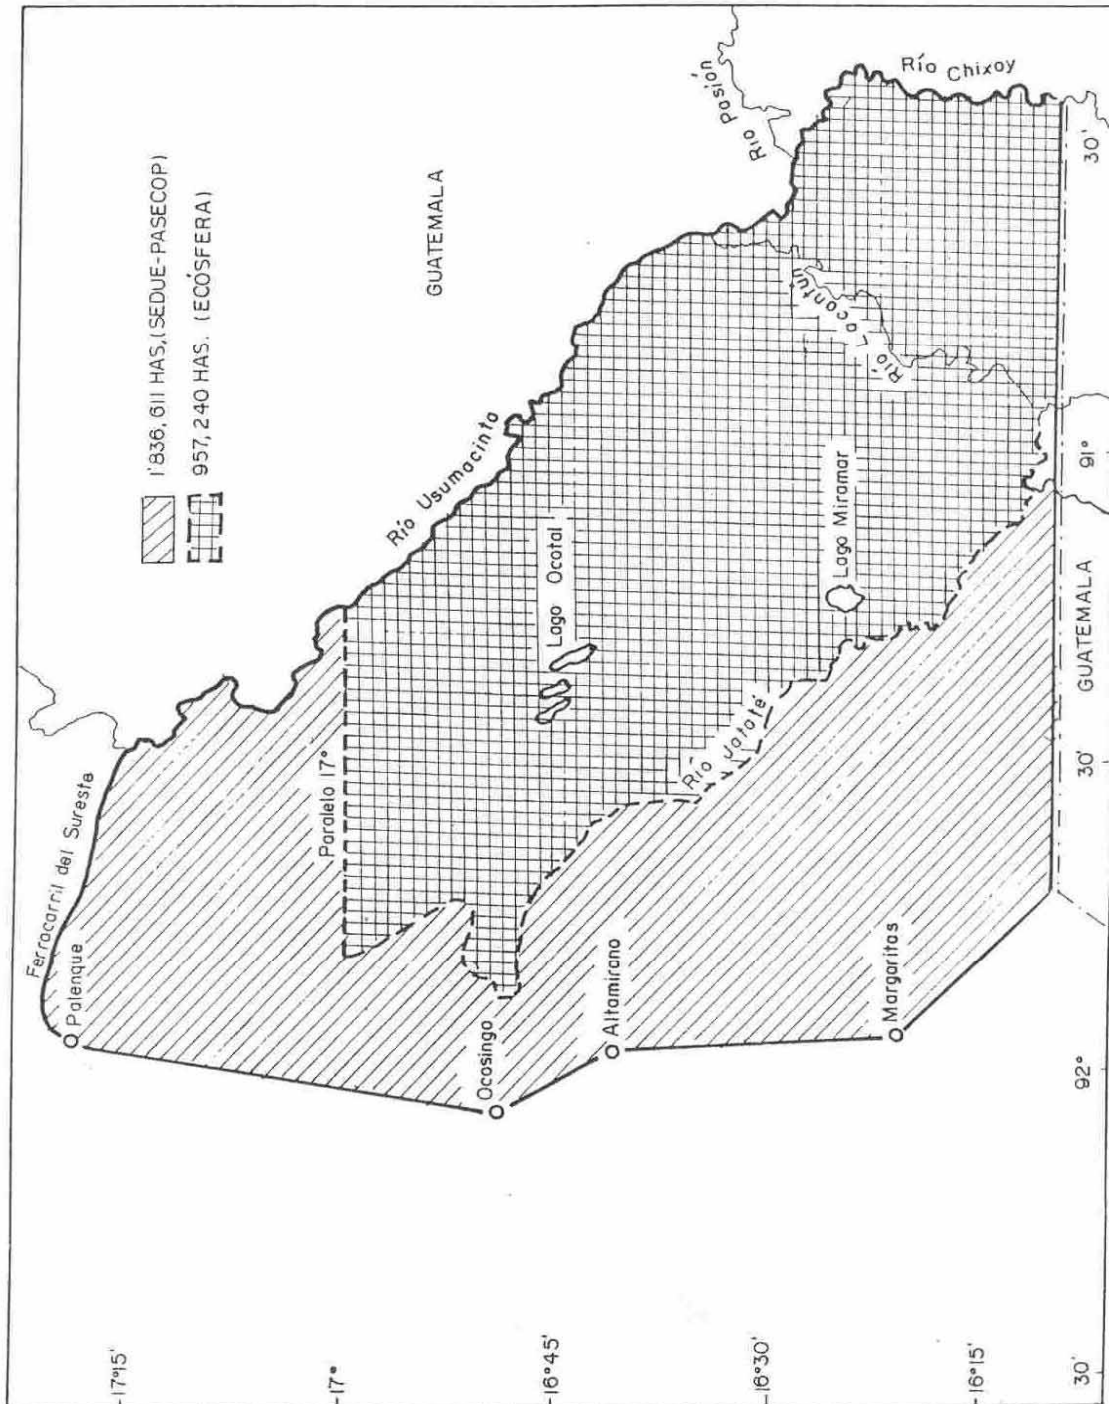 1'836,611 HAS,(SEDUE-PASECOP)
957,240 HAS. (ECÓSFERA)
GUATEMALA
Ferrocarril del Sureste
Palenque
Paralelo 17°
Río Usumacinta
Río Pasión
Río Chixoy
Ocosingo
Lago Ocotal
Río Lacantún
Altamirano
Río Jataté
Lago Miramar
Margaritas
GUATEMALA
17°15'
17°
16°45'
16°30'
16°15'
30'
92°
30'
91°
30'